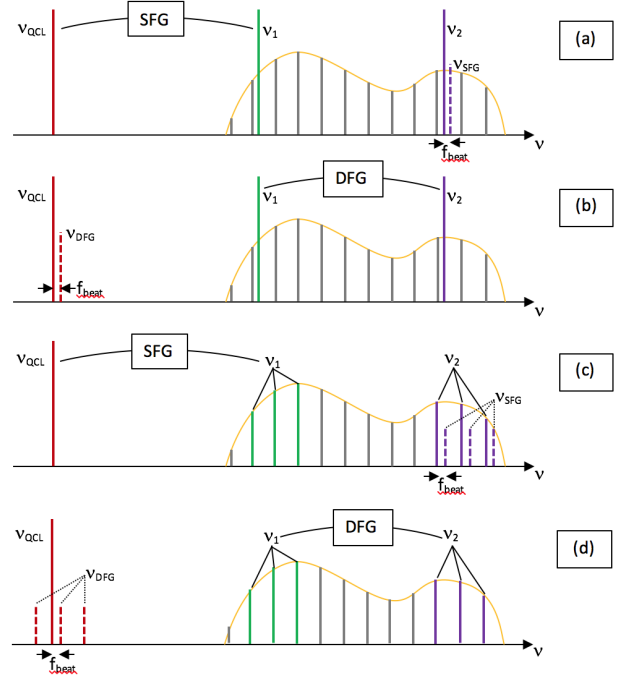 SFG
νQCL
ν1
ν2
(a)
νSFG
fbeat
ν
νQCL
DFG
ν1
ν2
(b)
νDFG
fbeat
ν
νQCL
SFG
ν1
ν2
(c)
νSFG
fbeat
ν
νQCL
ν1
DFG
ν2
(d)
νDFG
fbeat
ν